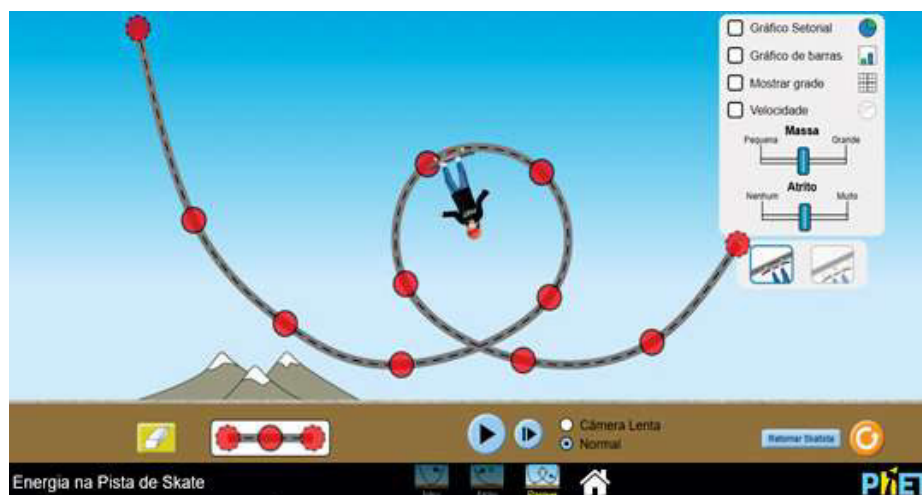 Gráfico Setorial
Gráfico de barras
Mostrar grade
Velocidade
Massa
Pequena Grande
Atrito
Nenhum Muito
Câmera Lenta
Normal
Retornar Skatista
Energia na Pista de Skate
PhET